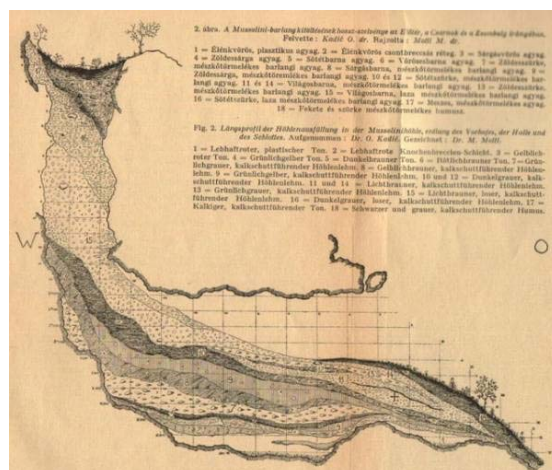 2. ábra. A Mussolini-barlang kitöltésének hossz-szelvénye az Előtér, a Csarnok és a Kémény irányában.
Felvette: Kadić O. dr. Rajzolta: Mottl M. dr.
1 = Élénkvörös, plasztikus agyag. 2 = Élénkvörös csontbreccsás réteg. 3 = Sárgásvörös agyag.
4 = Zöldessárga agyag. 5 = Sötétbarna agyag. 6 = Vörösesbarna agyag. 7 = Zöldesszürke,
mészkőtörmelékes barlangi agyag. 8 = Sárgásbarna, mészkőtörmelékes barlangi agyag. 9 =
Zöldessárga, mészkőtörmelékes barlangi agyag. 10 és 12 = Sötétszürke, mészkőtörmelékes bar-
langi agyag. 11 és 14 = Világosbarna, mészkőtörmelékes barlangi agyag. 13 = Zöldesszürke,
mészkőtörmelékes barlangi agyag. 15 = Világosbarna, laza mészkőtörmelékes barlangi agyag.
16 = Sötétszürke, laza mészkőtörmelékes barlangi agyag. 17 = Meszes, mészkőtörmelékes agyag.
18 = Fekete és szürke mészkőtörmelékes humusz.
Fig. 2. Längsprofil der Höhlenausfüllung in der Mussolinihöhle, entlang des Vorhofes, der Halle und
des Schlotes. Aufgenommen: Dr. O. Kadić. Gezeichnet: Dr. M. Mottl.
1 = Lebhaftroter, plastischer Ton. 2 = Lebhaftrote Knochenbreccien-Schicht. 3 = Gelblich-
roter Ton. 4 = Grünlichgelber Ton. 5 = Dunkelbrauner Ton. 6 = Rötlichbrauner Ton. 7 = Grün-
lichgrauer, kalkschuttführender Höhlenlehm. 8 = Gelblichbrauner, kalkschuttführender Höhlen-
lehm. 9 = Grünlichgelber, kalkschuttführender Höhlenlehm. 10 und 12 = Dunkelgrauer, kalk-
schuttführender Höhlenlehm. 11 und 14 = Lichtbrauner, kalkschuttführender Höhlenlehm.
13 = Grünlichgrauer, kalkschuttführender Höhlenlehm. 15 = Lichtbrauner, loser, kalkschutt-
führender Höhlenlehm. 16 = Dunkelgrauer, loser, kalkschuttführender Höhlenlehm. 17 =
Kalkiger, kalkschuttführender Ton. 18 = Schwarzer und grauer, kalkschuttführender Humus.
W
O
15